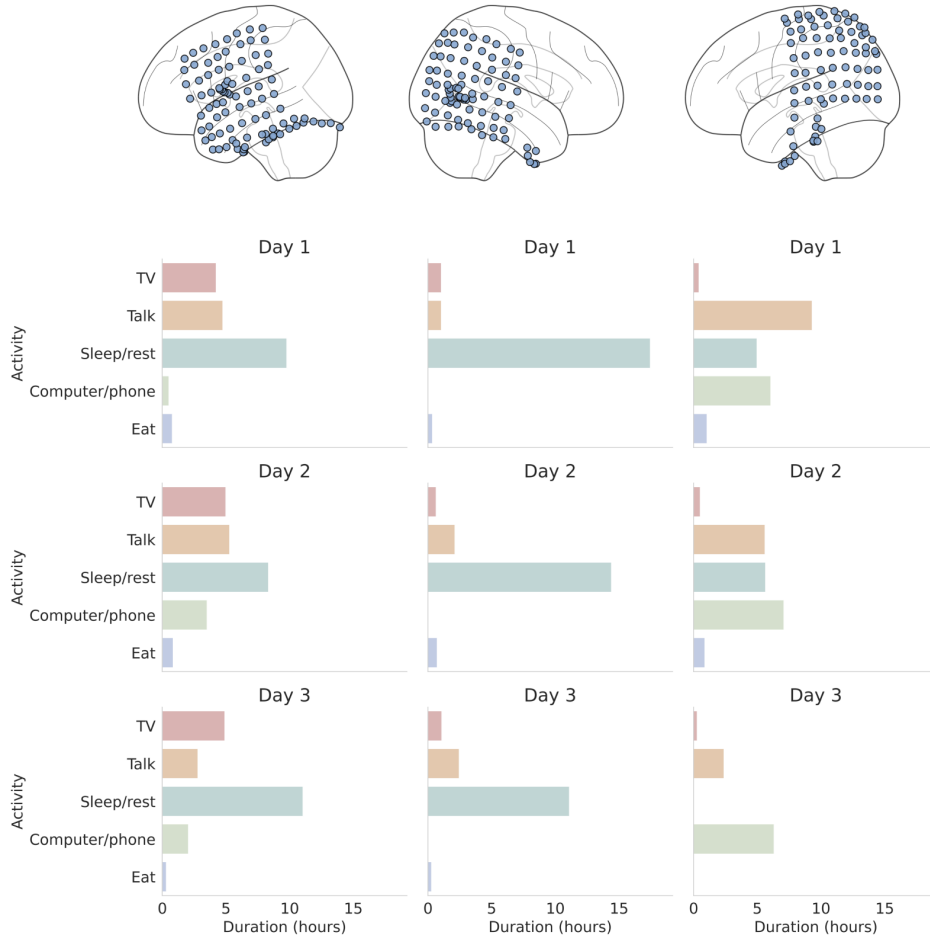 Day 1 Day 1 Day 1
TV
Talk
Sleep/rest
Computer/phone
Eat
Activity
Day 2 Day 2 Day 2
TV
Talk
Sleep/rest
Computer/phone
Eat
Activity
Day 3 Day 3 Day 3
TV
Talk
Sleep/rest
Computer/phone
Eat
Activity
0 5 10 15 0 5 10 15 0 5 10 15
Duration (hours) Duration (hours) Duration (hours)